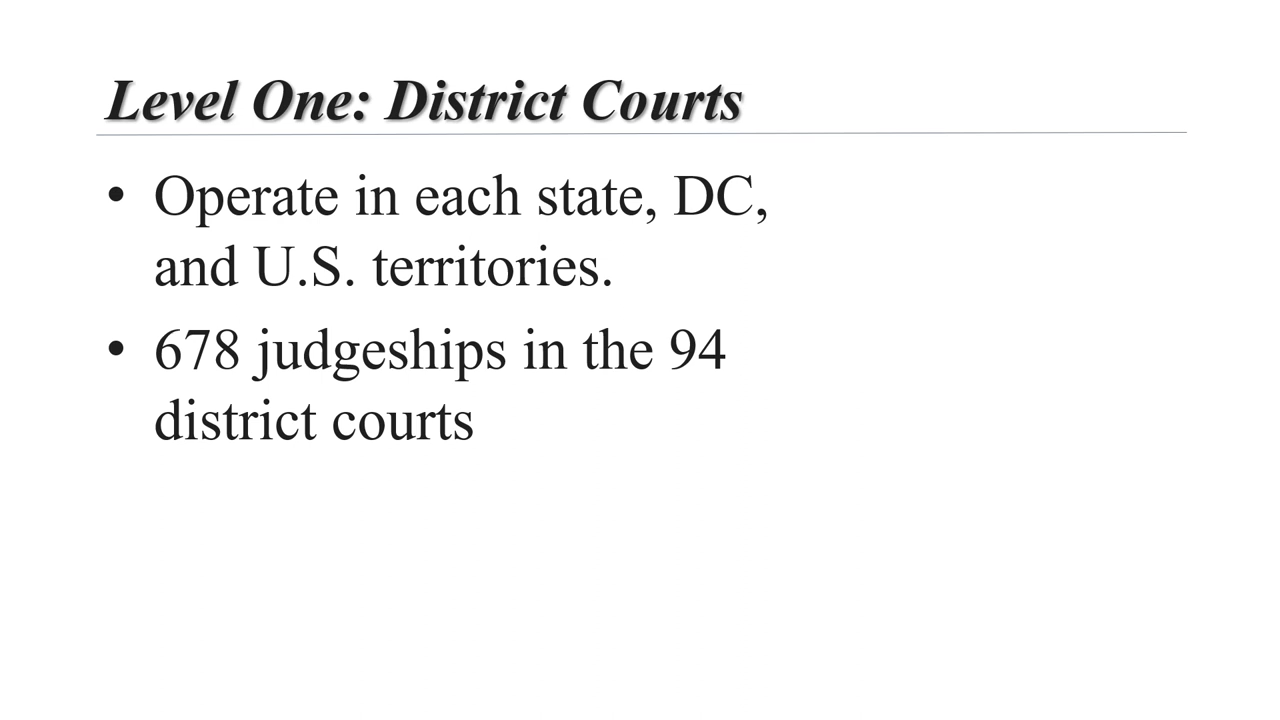 Level One: District Courts
• Operate in each state, DC,
and U.S. territories.
• 678 judgeships in the 94
district courts